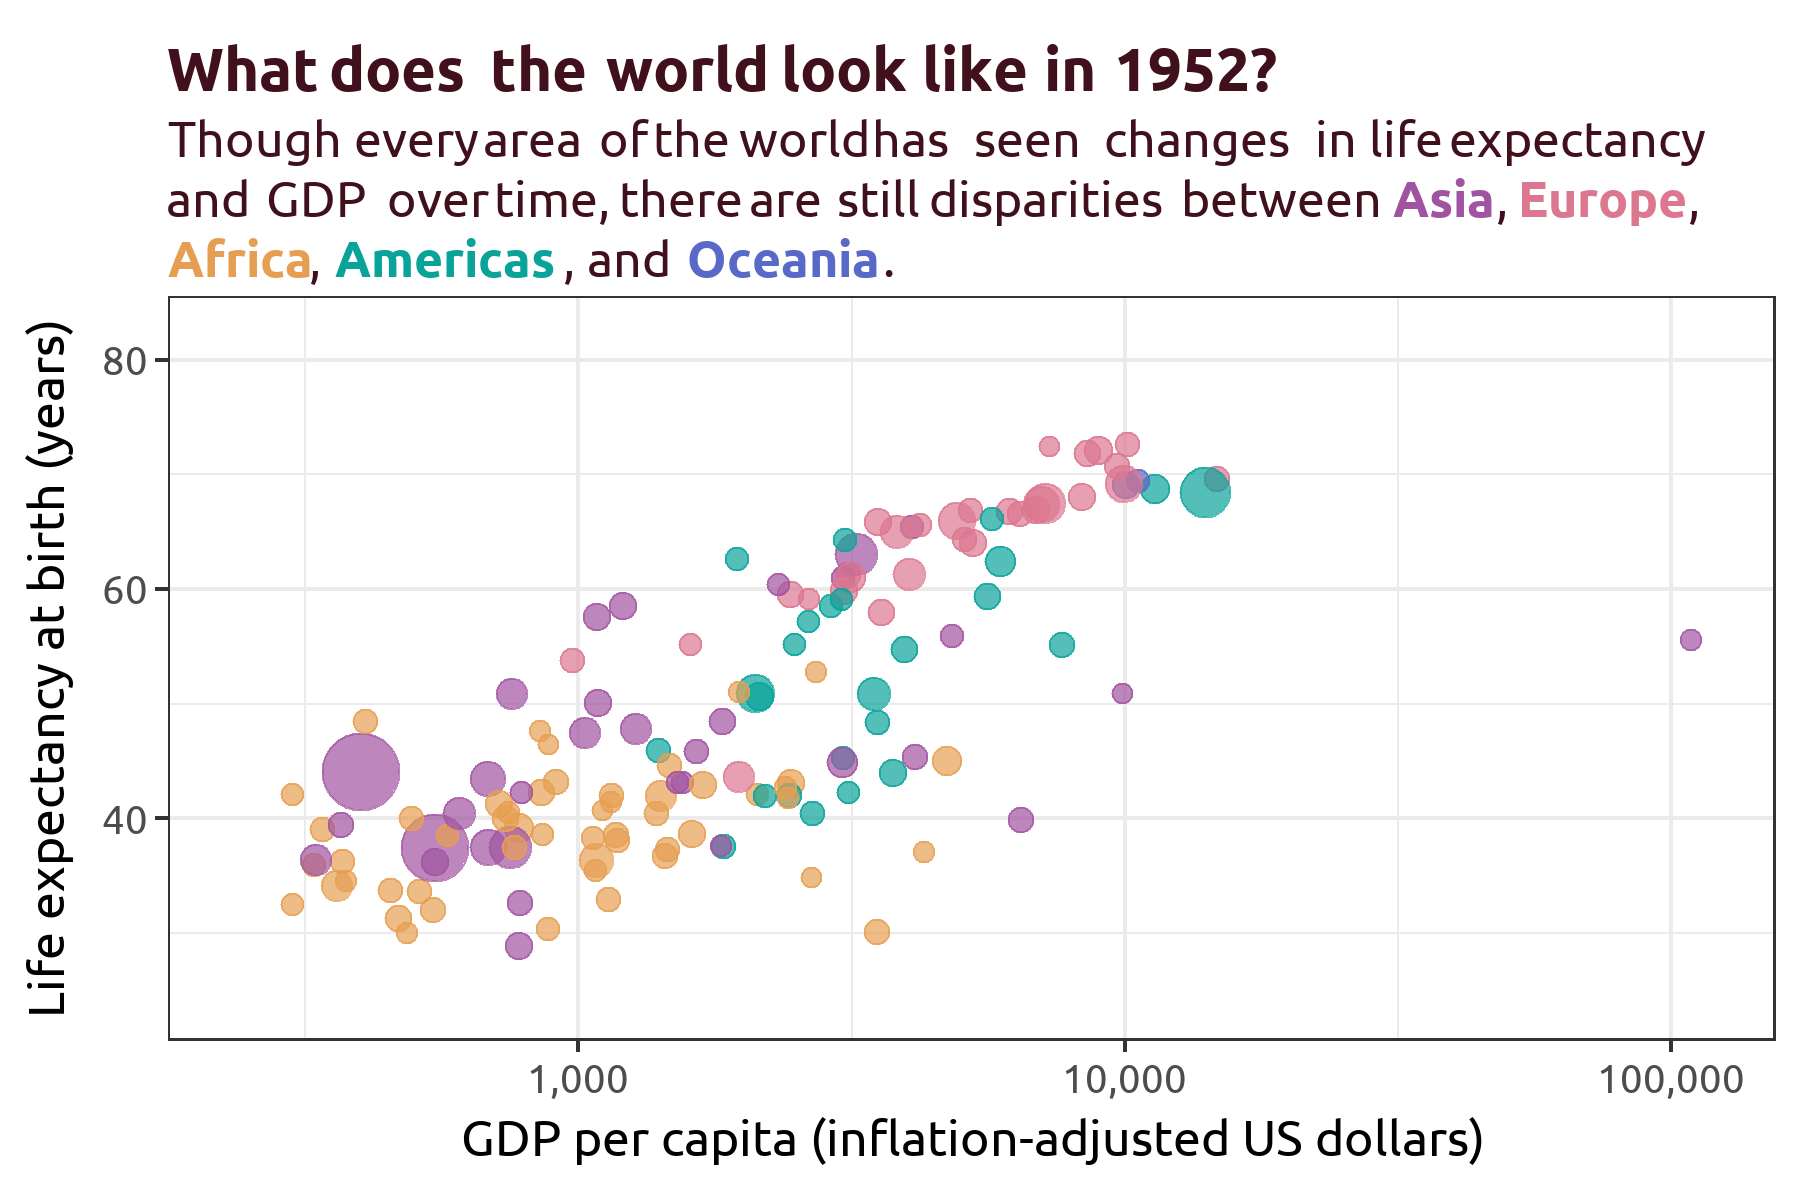 What does the world look like in 1952?
Though every area of the world has seen changes in life expectancy
and GDP over time, there are still disparities between Asia, Europe,
Africa, Americas, and Oceania.
Life expectancy at birth (years)
80
60
40
1,000
10,000
100,000
GDP per capita (inflation-adjusted US dollars)